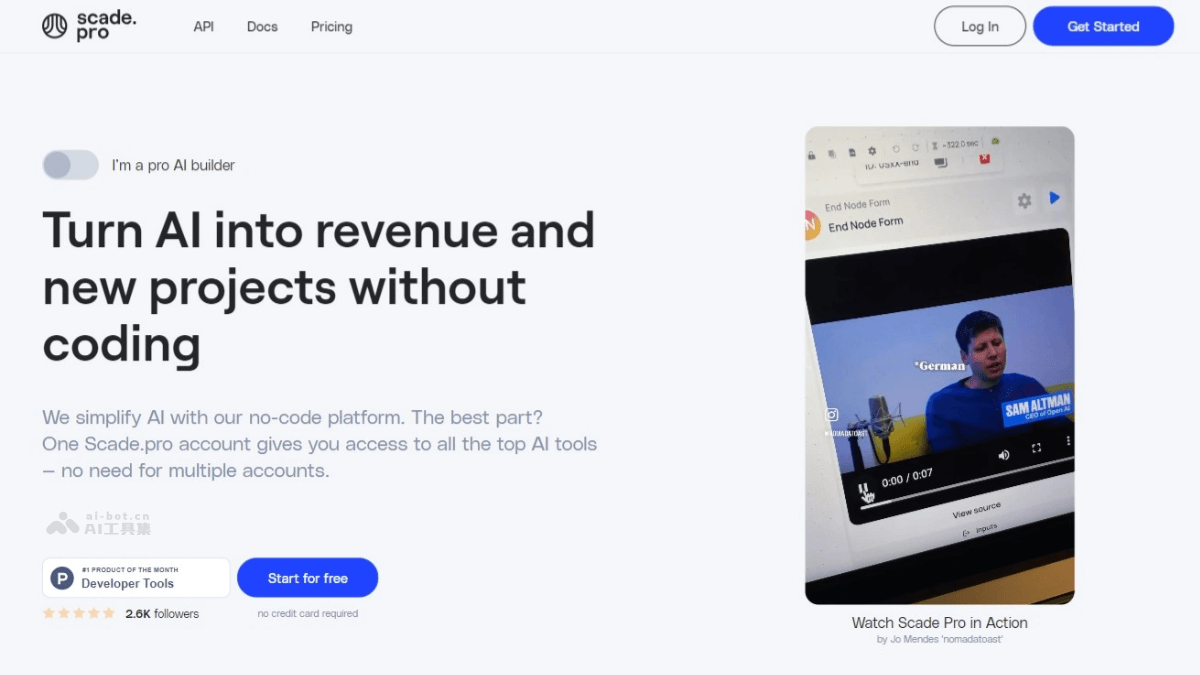 scade.
pro
API
Docs
Pricing
Log In
Get Started
I'm a pro AI builder
Turn AI into revenue and
new projects without
coding
We simplify AI with our no-code platform. The best part?
One Scade.pro account gives you access to all the top AI tools
– no need for multiple accounts.
ai-bot.cn
AI工具集
P
#1 PRODUCT OF THE MONTH
Developer Tools
Start for free
2.6K followers
no credit card required
~322.0 sec
End Node Form
N
End Node Form
*German
SAM ALTMAN
CEO of Open AI
0:00 / 0:07
View source
Inputs
Watch Scade Pro in Action
by Jo Mendes 'nomadatoast'